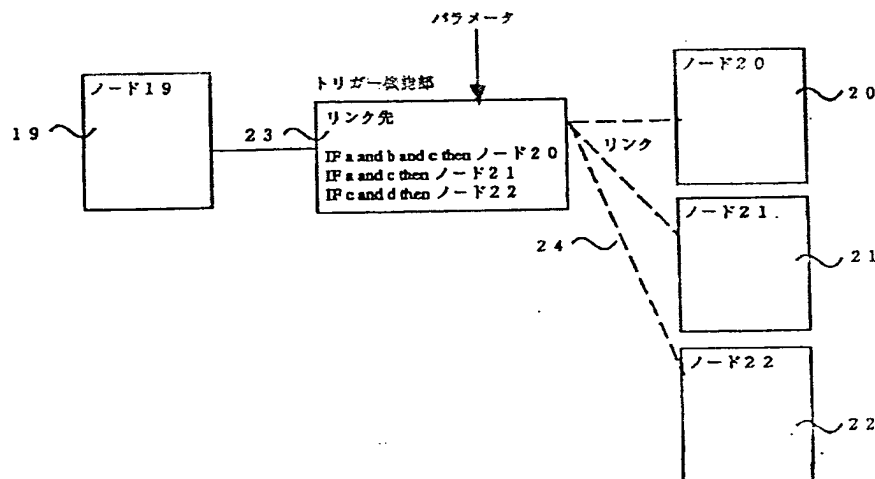 パラメータ
ノード19
19
トリガー
23
リンク先
IF a and b and c then ノード20
IF a and c then ノード21
IF c and d then ノード22
リンク
24
ノード20
20
ノード21
21
ノード22
22